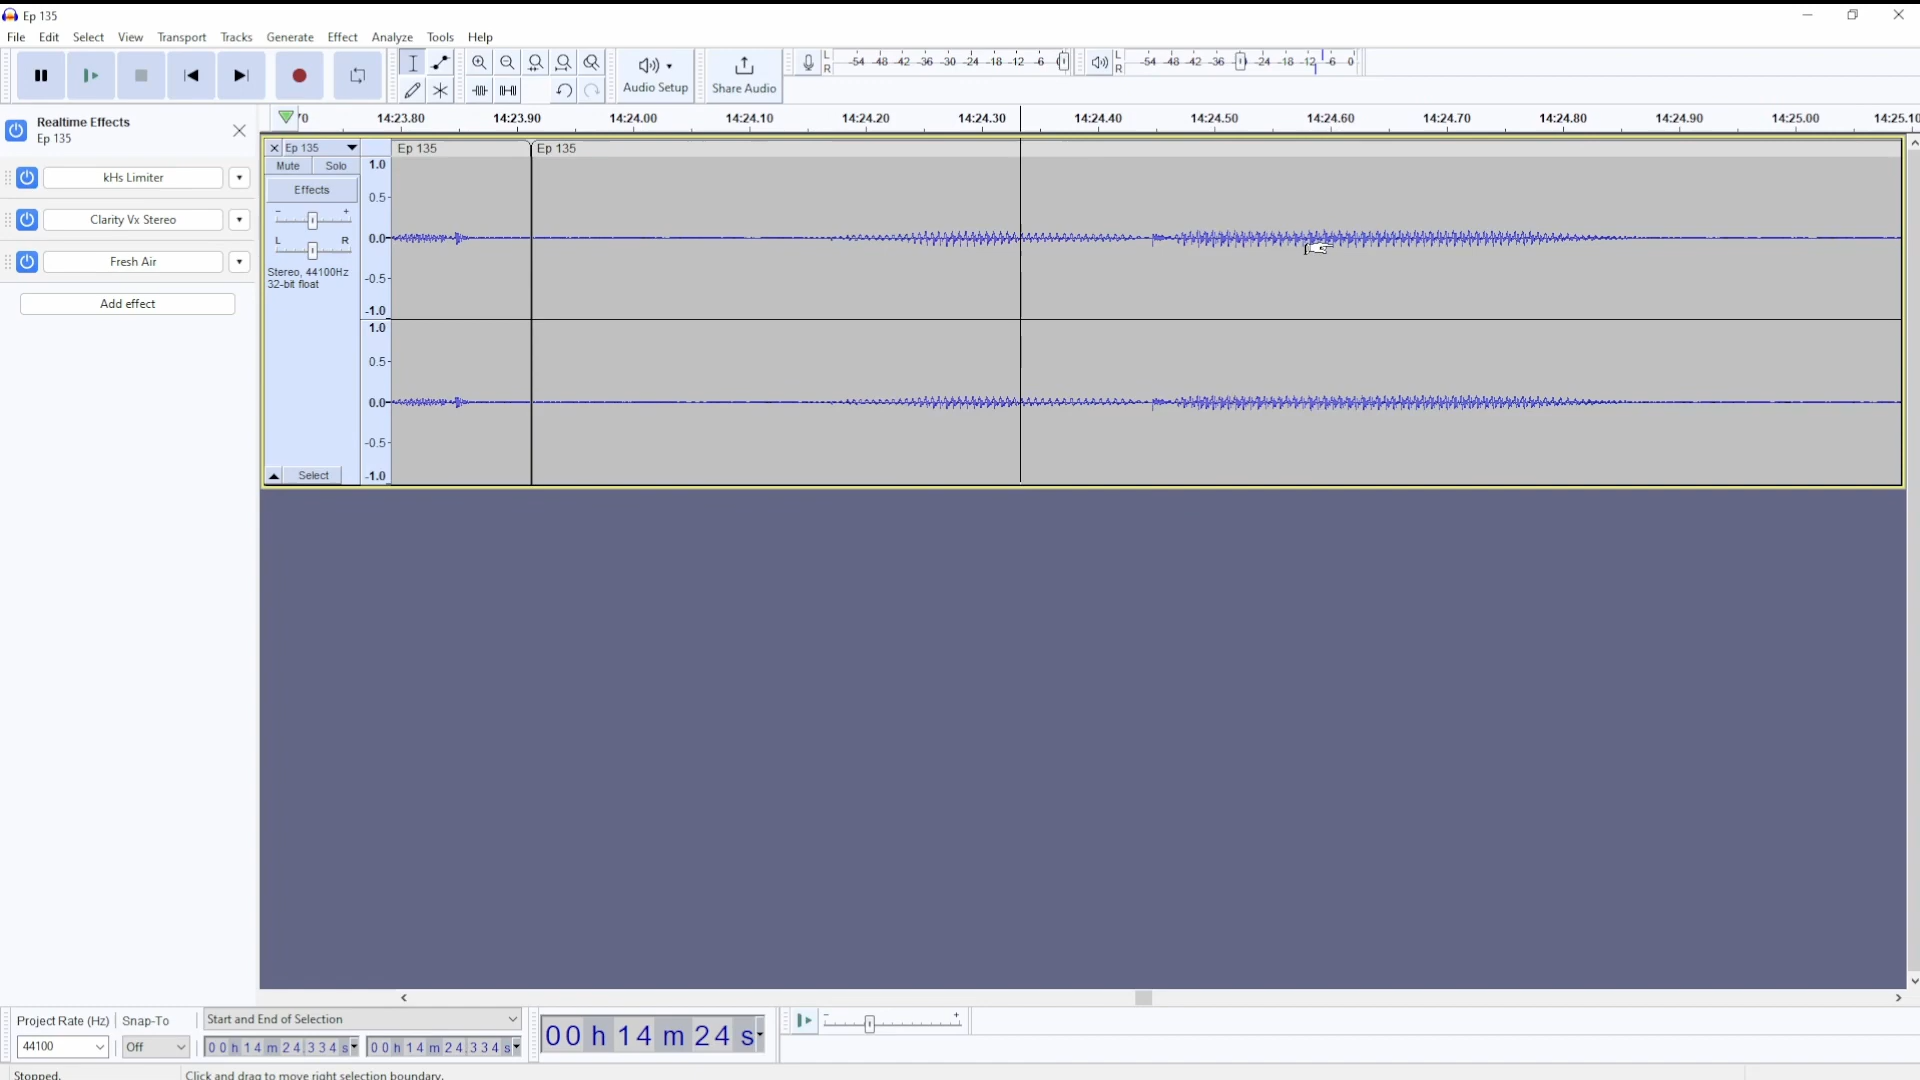 Ep 135
File Edit Select View Transport Tracks Generate Effect Analyze Tools Help
Audio Setup
Share Audio
L
R
-54 -48 -42 -36 -30 -24 -18 -12 -6 0
L
R
-54 -48 -42 -36 -24 -18 -12 -6 0
Realtime Effects
Ep 135
70 14:23.80 14:23.90 14:24.00 14:24.10 14:24.20 14:24.30 14:24.40 14:24.50 14:24.60 14:24.70 14:24.80 14:24.90 14:25.00 14:25.10
kHs Limiter
Clarity Vx Stereo
Fresh Air
Add effect
Ep 135
Mute Solo
Effects
- +
L R
Stereo, 44100Hz
32-bit float
Select
1.0
0.5
0.0
-0.5
-1.0
1.0
0.5
0.0
-0.5
-1.0
Ep 135 Ep 135
Project Rate (Hz) Snap-To Start and End of Selection
44100 Off 00 h 14 m 24.334 s 00 h 14 m 24.334 s
00 h 14 m 24 s
- +
Stopped. Click and drag to move right selection boundary.